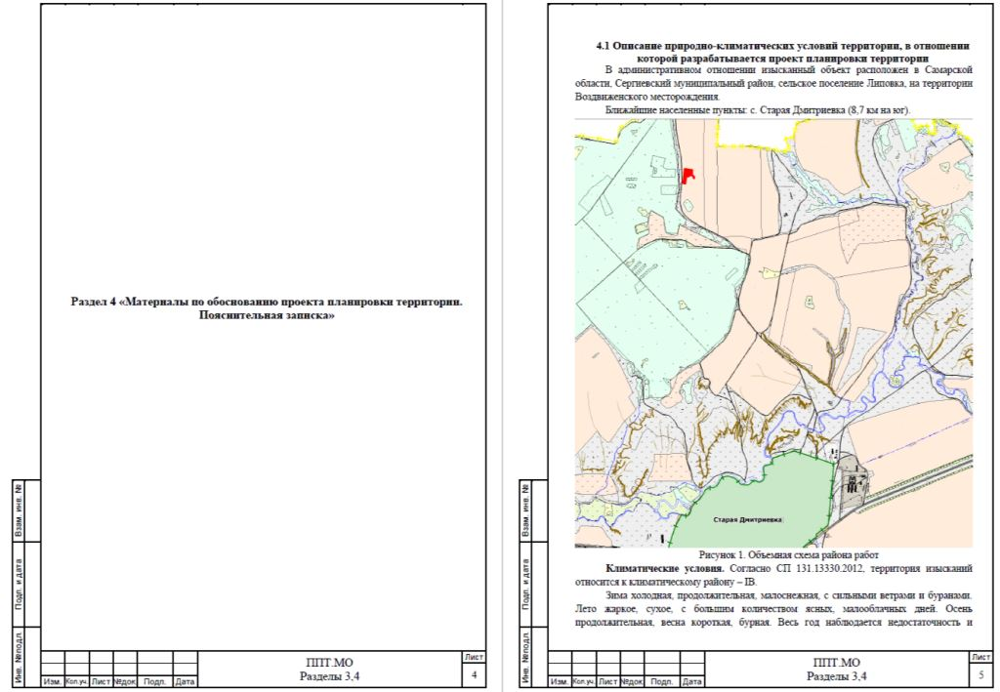 Раздел 4 «Материалы по обоснованию проекта планировки территории.
Пояснительная записка»
Взам. инв. №
Подп. и дата
Инв. №подл.
Изм. Кол.уч. Лист №док Подп. Дата
ППТ.МО
Разделы 3,4
Лист
4
4.1 Описание природно-климатических условий территории, в отношении
которой разрабатывается проект планировки территории
В административном отношении изысканный объект расположен в Самарской
области, Сергиевский муниципальный район, сельское поселение Липовка, на территории
Воздвиженского месторождения.
Ближайшие населенные пункты: с. Старая Дмитриевка (8,7 км на юг).
Старая Дмитриевка
Рисунок 1. Объемная схема района работ
Климатические условия. Согласно СП 131.13330.2012, территория изысканий
относится к климатическому району – IВ.
Зима холодная, продолжительная, малоснежная, с сильными ветрами и буранами.
Лето жаркое, сухое, с большим количеством ясных, малооблачных дней. Осень
продолжительная, весна короткая, бурная. Весь год наблюдается недостаточность и
Взам. инв. №
Подп. и дата
Инв. №подл.
Изм. Кол.уч. Лист №док Подп. Дата
ППТ.МО
Разделы 3,4
Лист
5